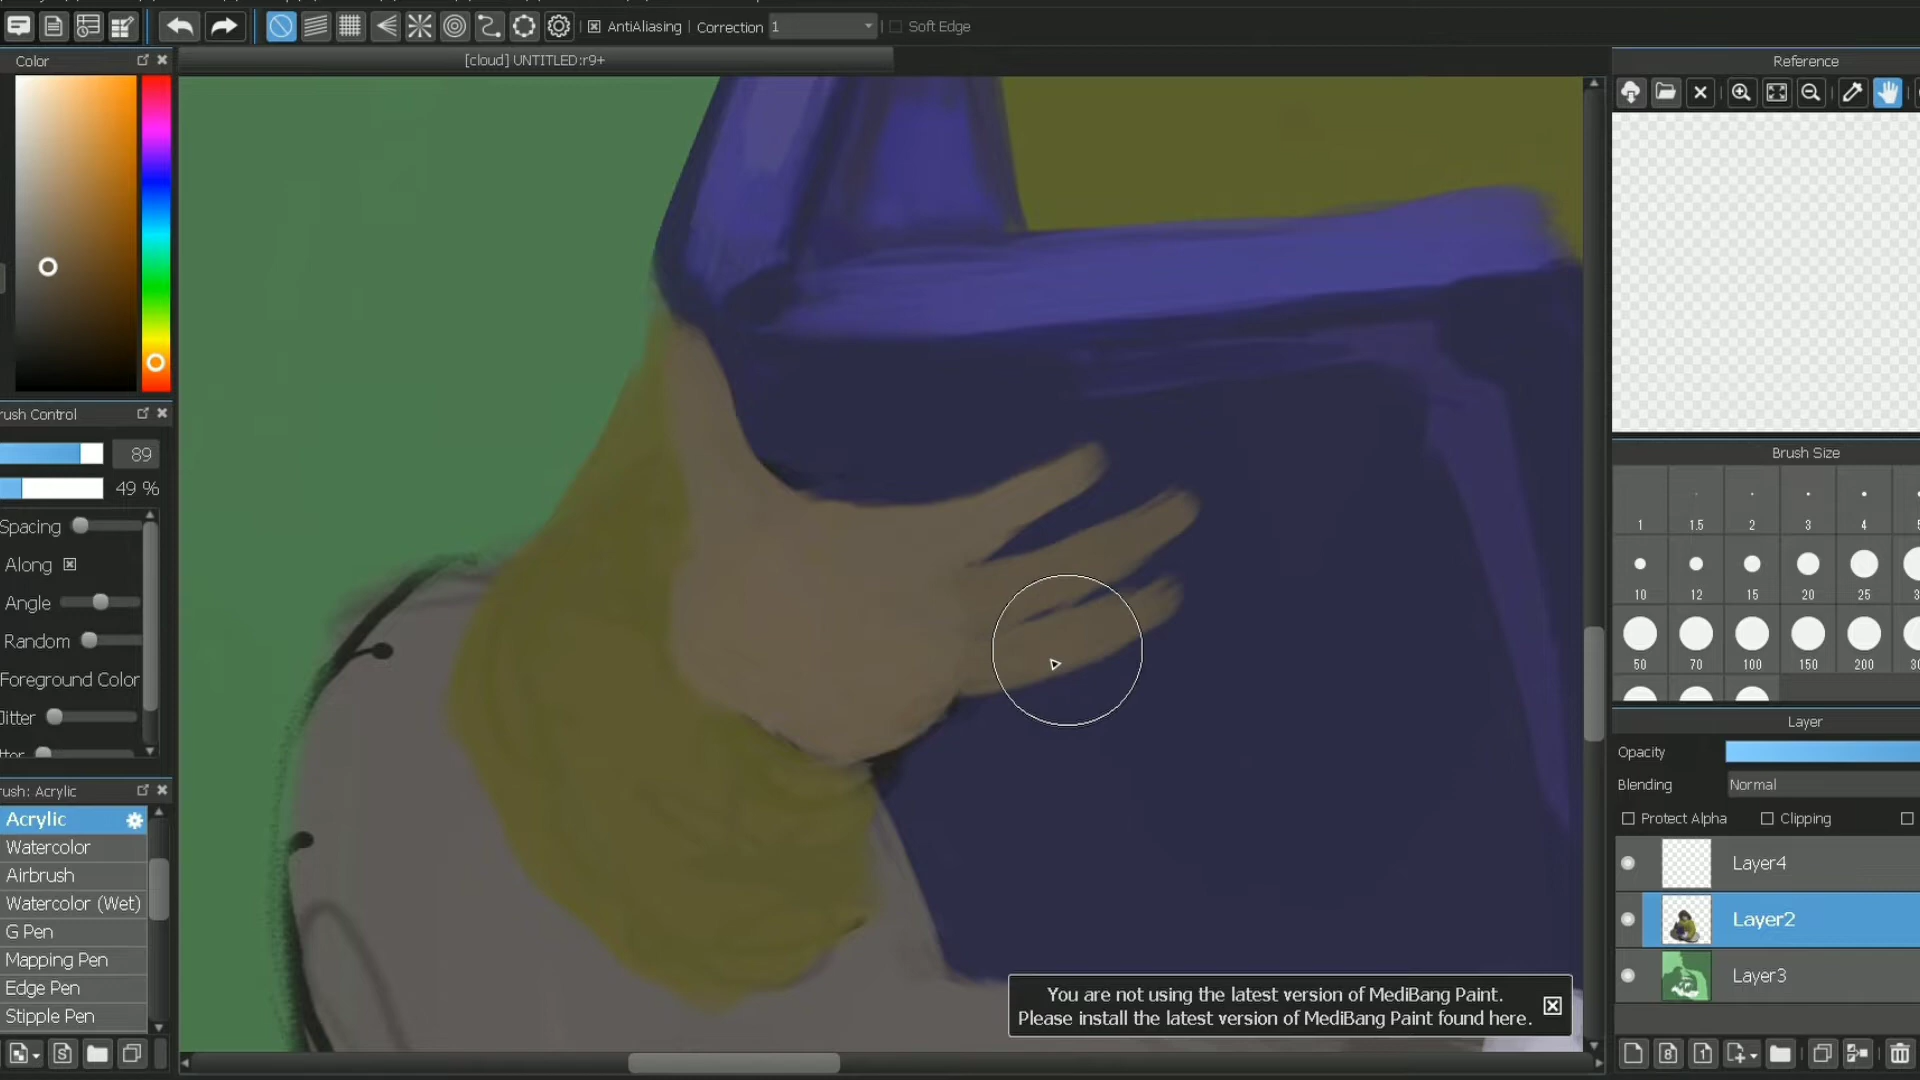 AntiAliasing
Correction 1
Soft Edge
Color
[cloud] UNTITLED:r9+
Reference
rush Control
89
49 %
Spacing
Along
Angle
Random
Foreground Color
Jitter
rush: Acrylic
Acrylic
Watercolor
Airbrush
Watercolor (Wet)
G Pen
Mapping Pen
Edge Pen
Stipple Pen
You are not using the latest version of MediBang Paint.
Please install the latest version of MediBang Paint found here.
Brush Size
1 1.5 2 3 4
10 12 15 20 25
50 70 100 150 200
Layer
Opacity
Blending Normal
Protect Alpha Clipping
Layer4
Layer2
Layer3